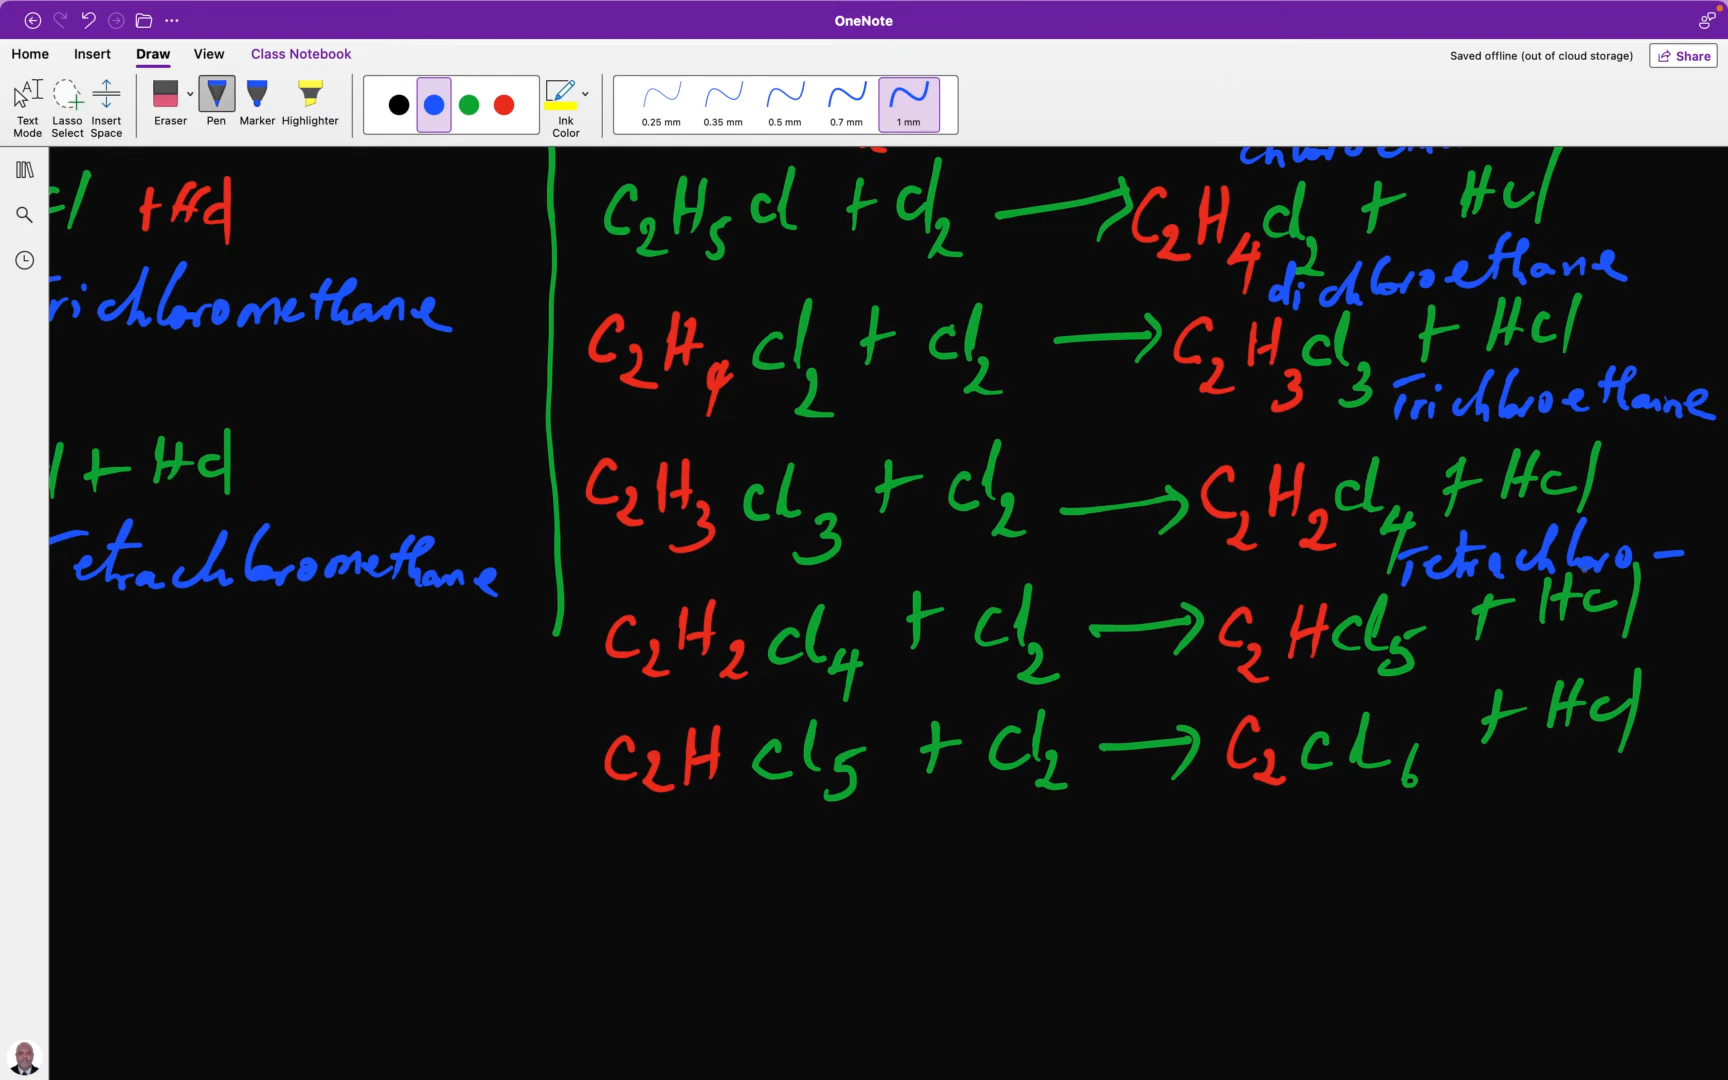 OneNote
Home Insert Draw View Class Notebook
Saved offline (out of cloud storage) Share
Text Mode
Lasso Select
Insert Space
Eraser
Pen
Marker
Highlighter
Ink Color
0.25 mm
0.35 mm
0.5 mm
0.7 mm
1 mm
Cl + HCl
richloromethane
+ HCl
Tetrachloromethane
C₂H₅Cl + Cl₂ → C₂H₄Cl₂ + HCl
dichloroethane
C₂H₄Cl₂ + Cl₂ → C₂H₃Cl₃ + HCl
Trichloroethane
C₂H₃Cl₃ + Cl₂ → C₂H₂Cl₄ + HCl
Tetrachloro-
C₂H₂Cl₄ + Cl₂ → C₂HCl₅ + HCl
C₂HCl₅ + Cl₂ → C₂Cl₆ + HCl